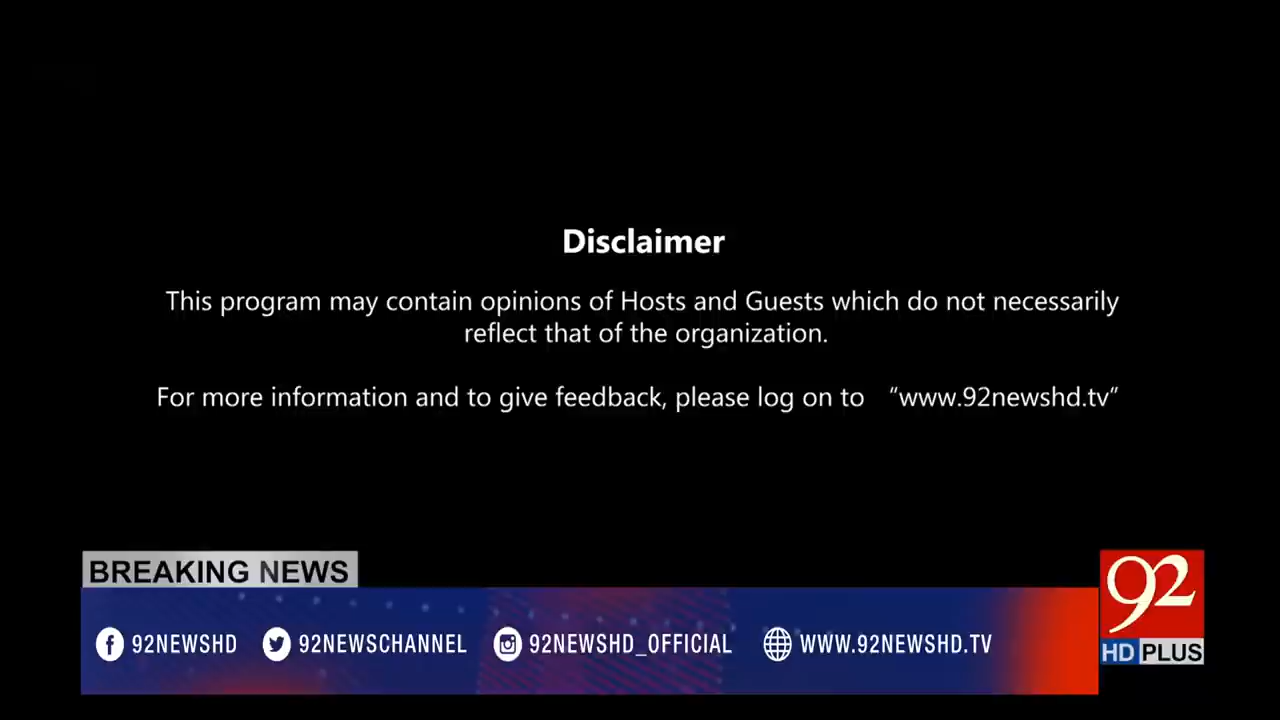 Disclaimer
This program may contain opinions of Hosts and Guests which do not necessarily
reflect that of the organization.
For more information and to give feedback, please log on to “www.92newshd.tv”
BREAKING NEWS
92NEWSHD 92NEWSCHANNEL 92NEWSHD_OFFICIAL WWW.92NEWSHD.TV
92
HD PLUS